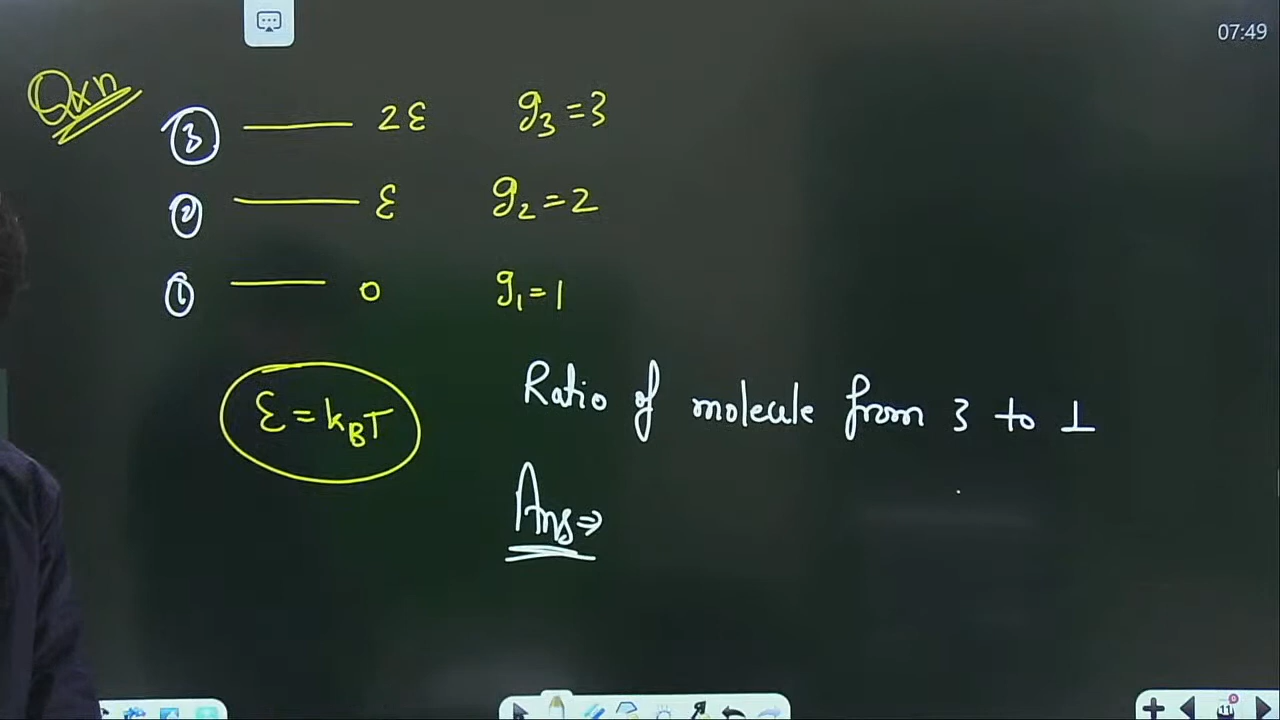 07:49
Qxn
③ 2ε g₃ = 3
② ε g₂ = 2
① 0 g₁ = 1
ε = k_BT
Ratio of molecule from 3 to 1
Ans ⇒
11